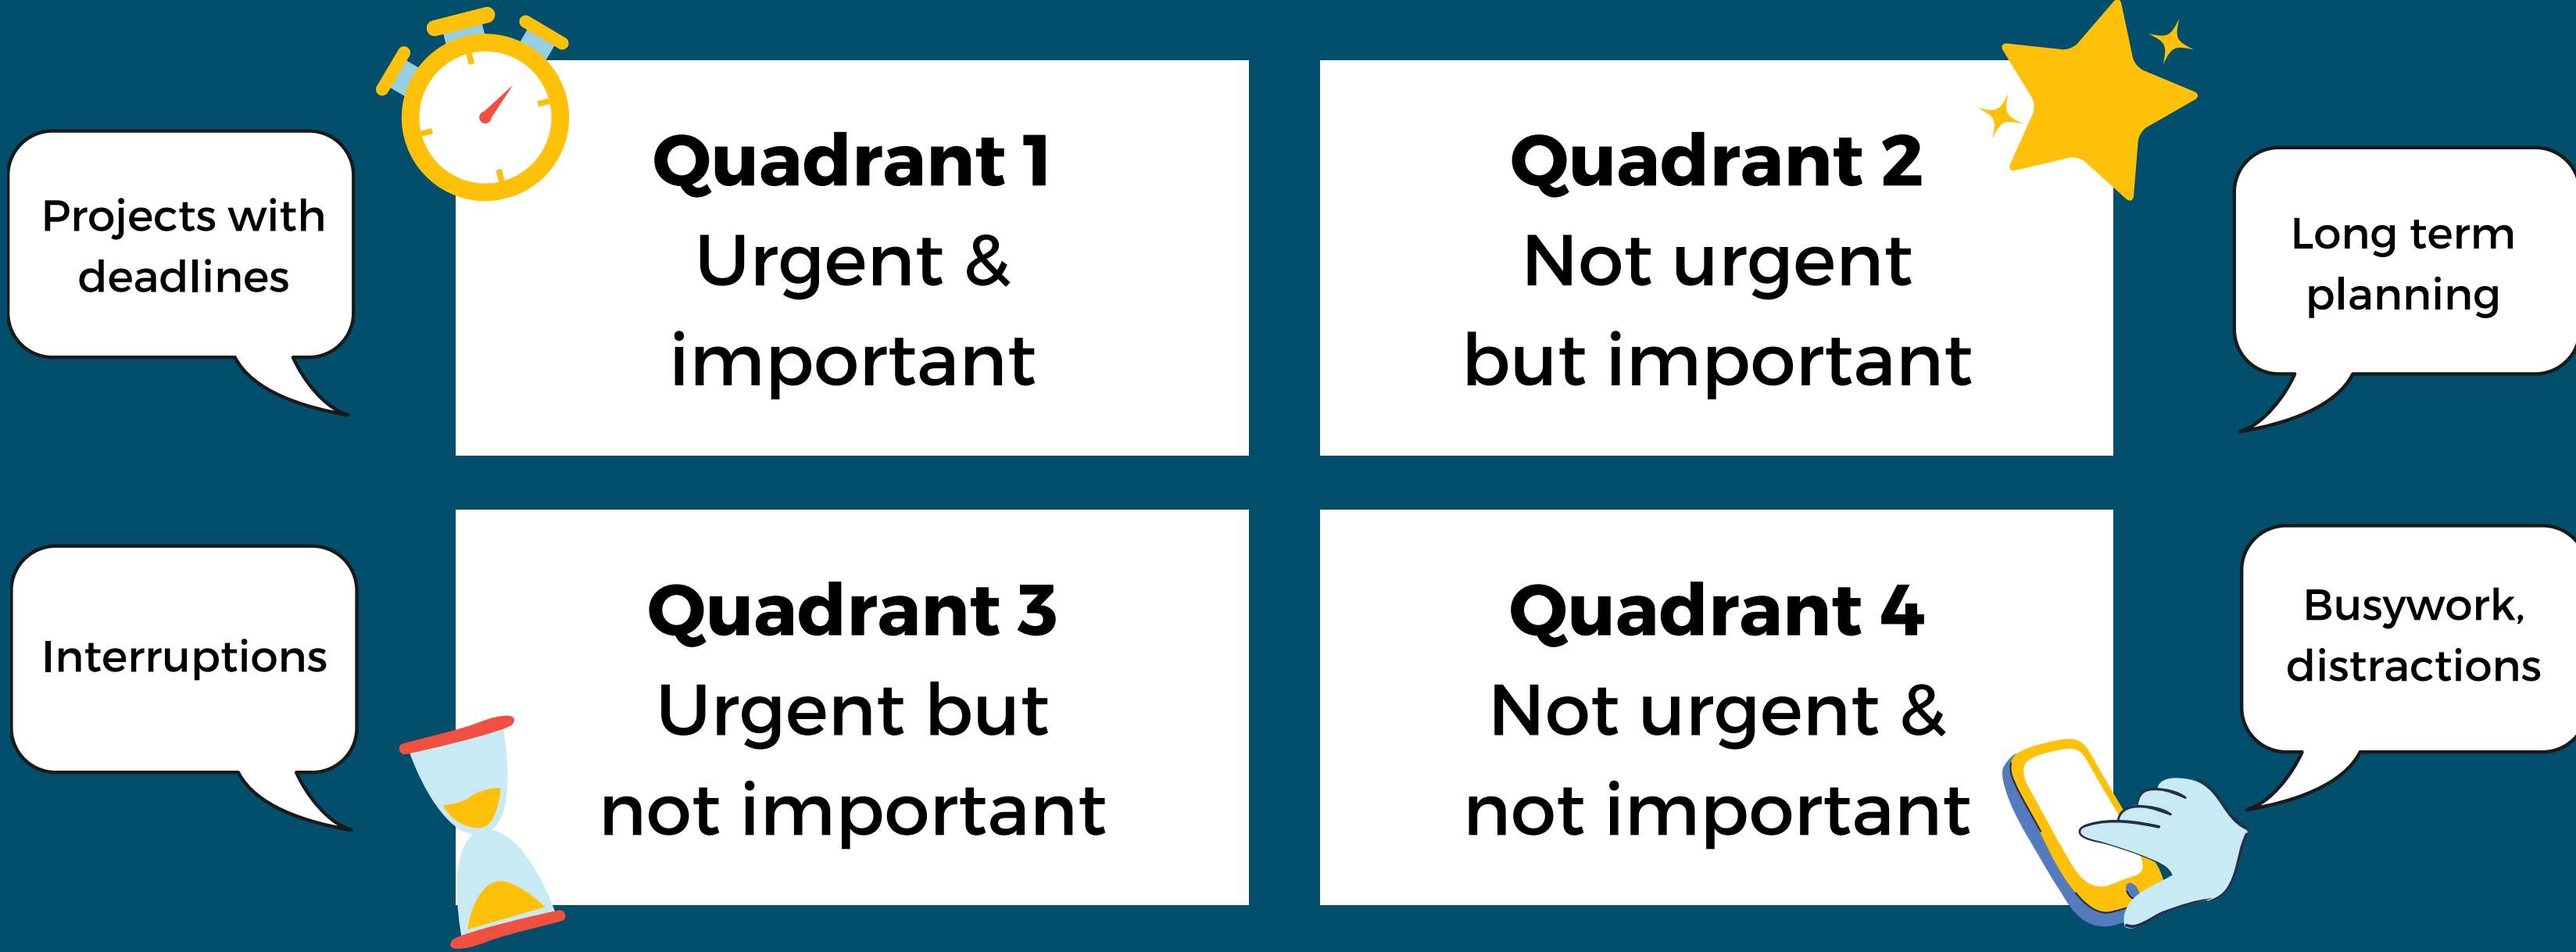 Projects with
deadlines
Quadrant 1
Urgent &
important
Quadrant 2
Not urgent
but important
Long term
planning
Interruptions
Quadrant 3
Urgent but
not important
Quadrant 4
Not urgent &
not important
Busywork,
distractions